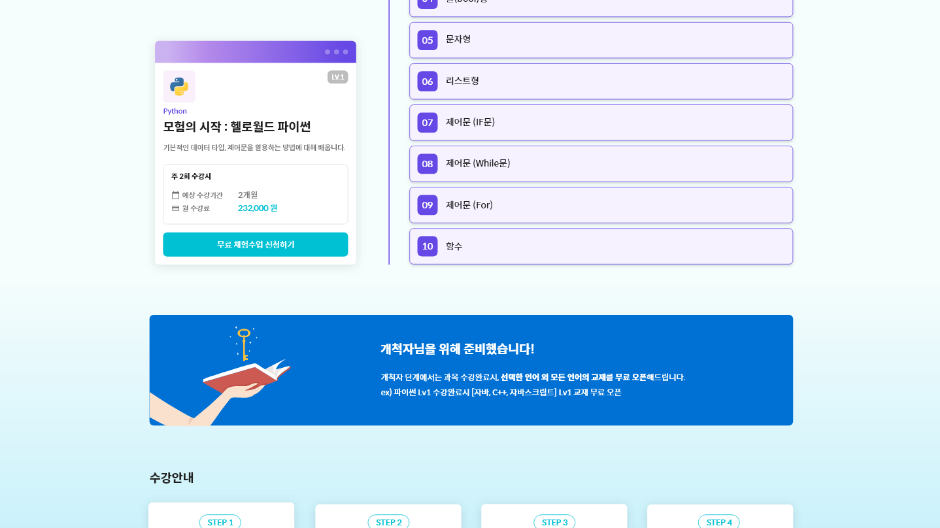 LV.1
Python
모험의 시작 : 헬로월드 파이썬
기본적인 데이터 타입, 제어문을 활용하는 방법에 대해 배웁니다.
주 2회 수강시
예상 수강기간 2개월
월 수강료 232,000 원
무료 체험수업 신청하기
05 문자형
06 리스트형
07 제어문 (IF문)
08 제어문 (While문)
09 제어문 (For)
10 함수
개척자님을 위해 준비했습니다!
개척자 단계에서는 과목 수강완료시, 선택한 언어 외 모든 언어의 교재를 무료 오픈해드립니다.
ex) 파이썬 Lv1 수강완료시 [자바, C++, 자바스크립트] Lv1 교재 무료 오픈
수강안내
STEP 1
STEP 2
STEP 3
STEP 4